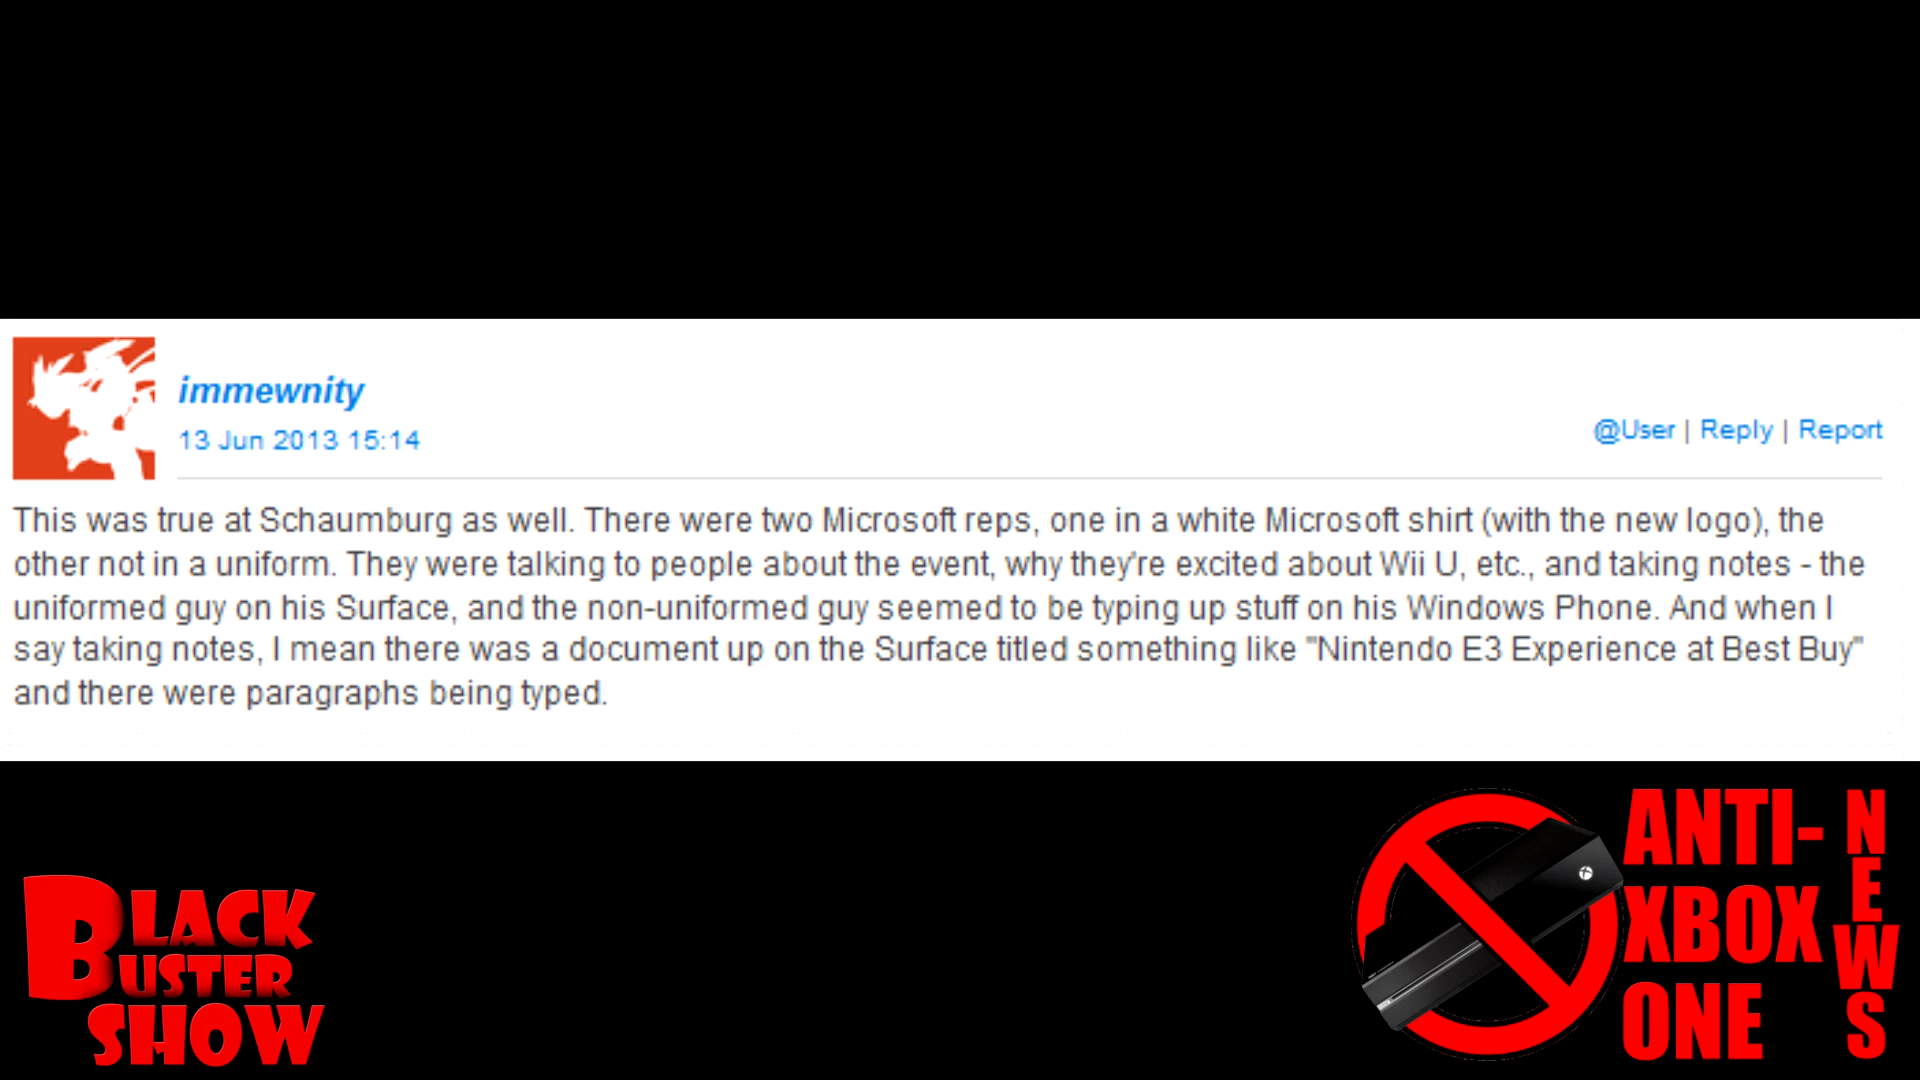 immewnity
13 Jun 2013 15:14
@User | Reply | Report
This was true at Schaumburg as well. There were two Microsoft reps, one in a white Microsoft shirt (with the new logo), the
other not in a uniform. They were talking to people about the event, why they're excited about Wii U, etc., and taking notes - the
uniformed guy on his Surface, and the non-uniformed guy seemed to be typing up stuff on his Windows Phone. And when I
say taking notes, I mean there was a document up on the Surface titled something like "Nintendo E3 Experience at Best Buy"
and there were paragraphs being typed.
BLACK
BUSTER
SHOW
ANTI-
XBOX
ONE
NEWS